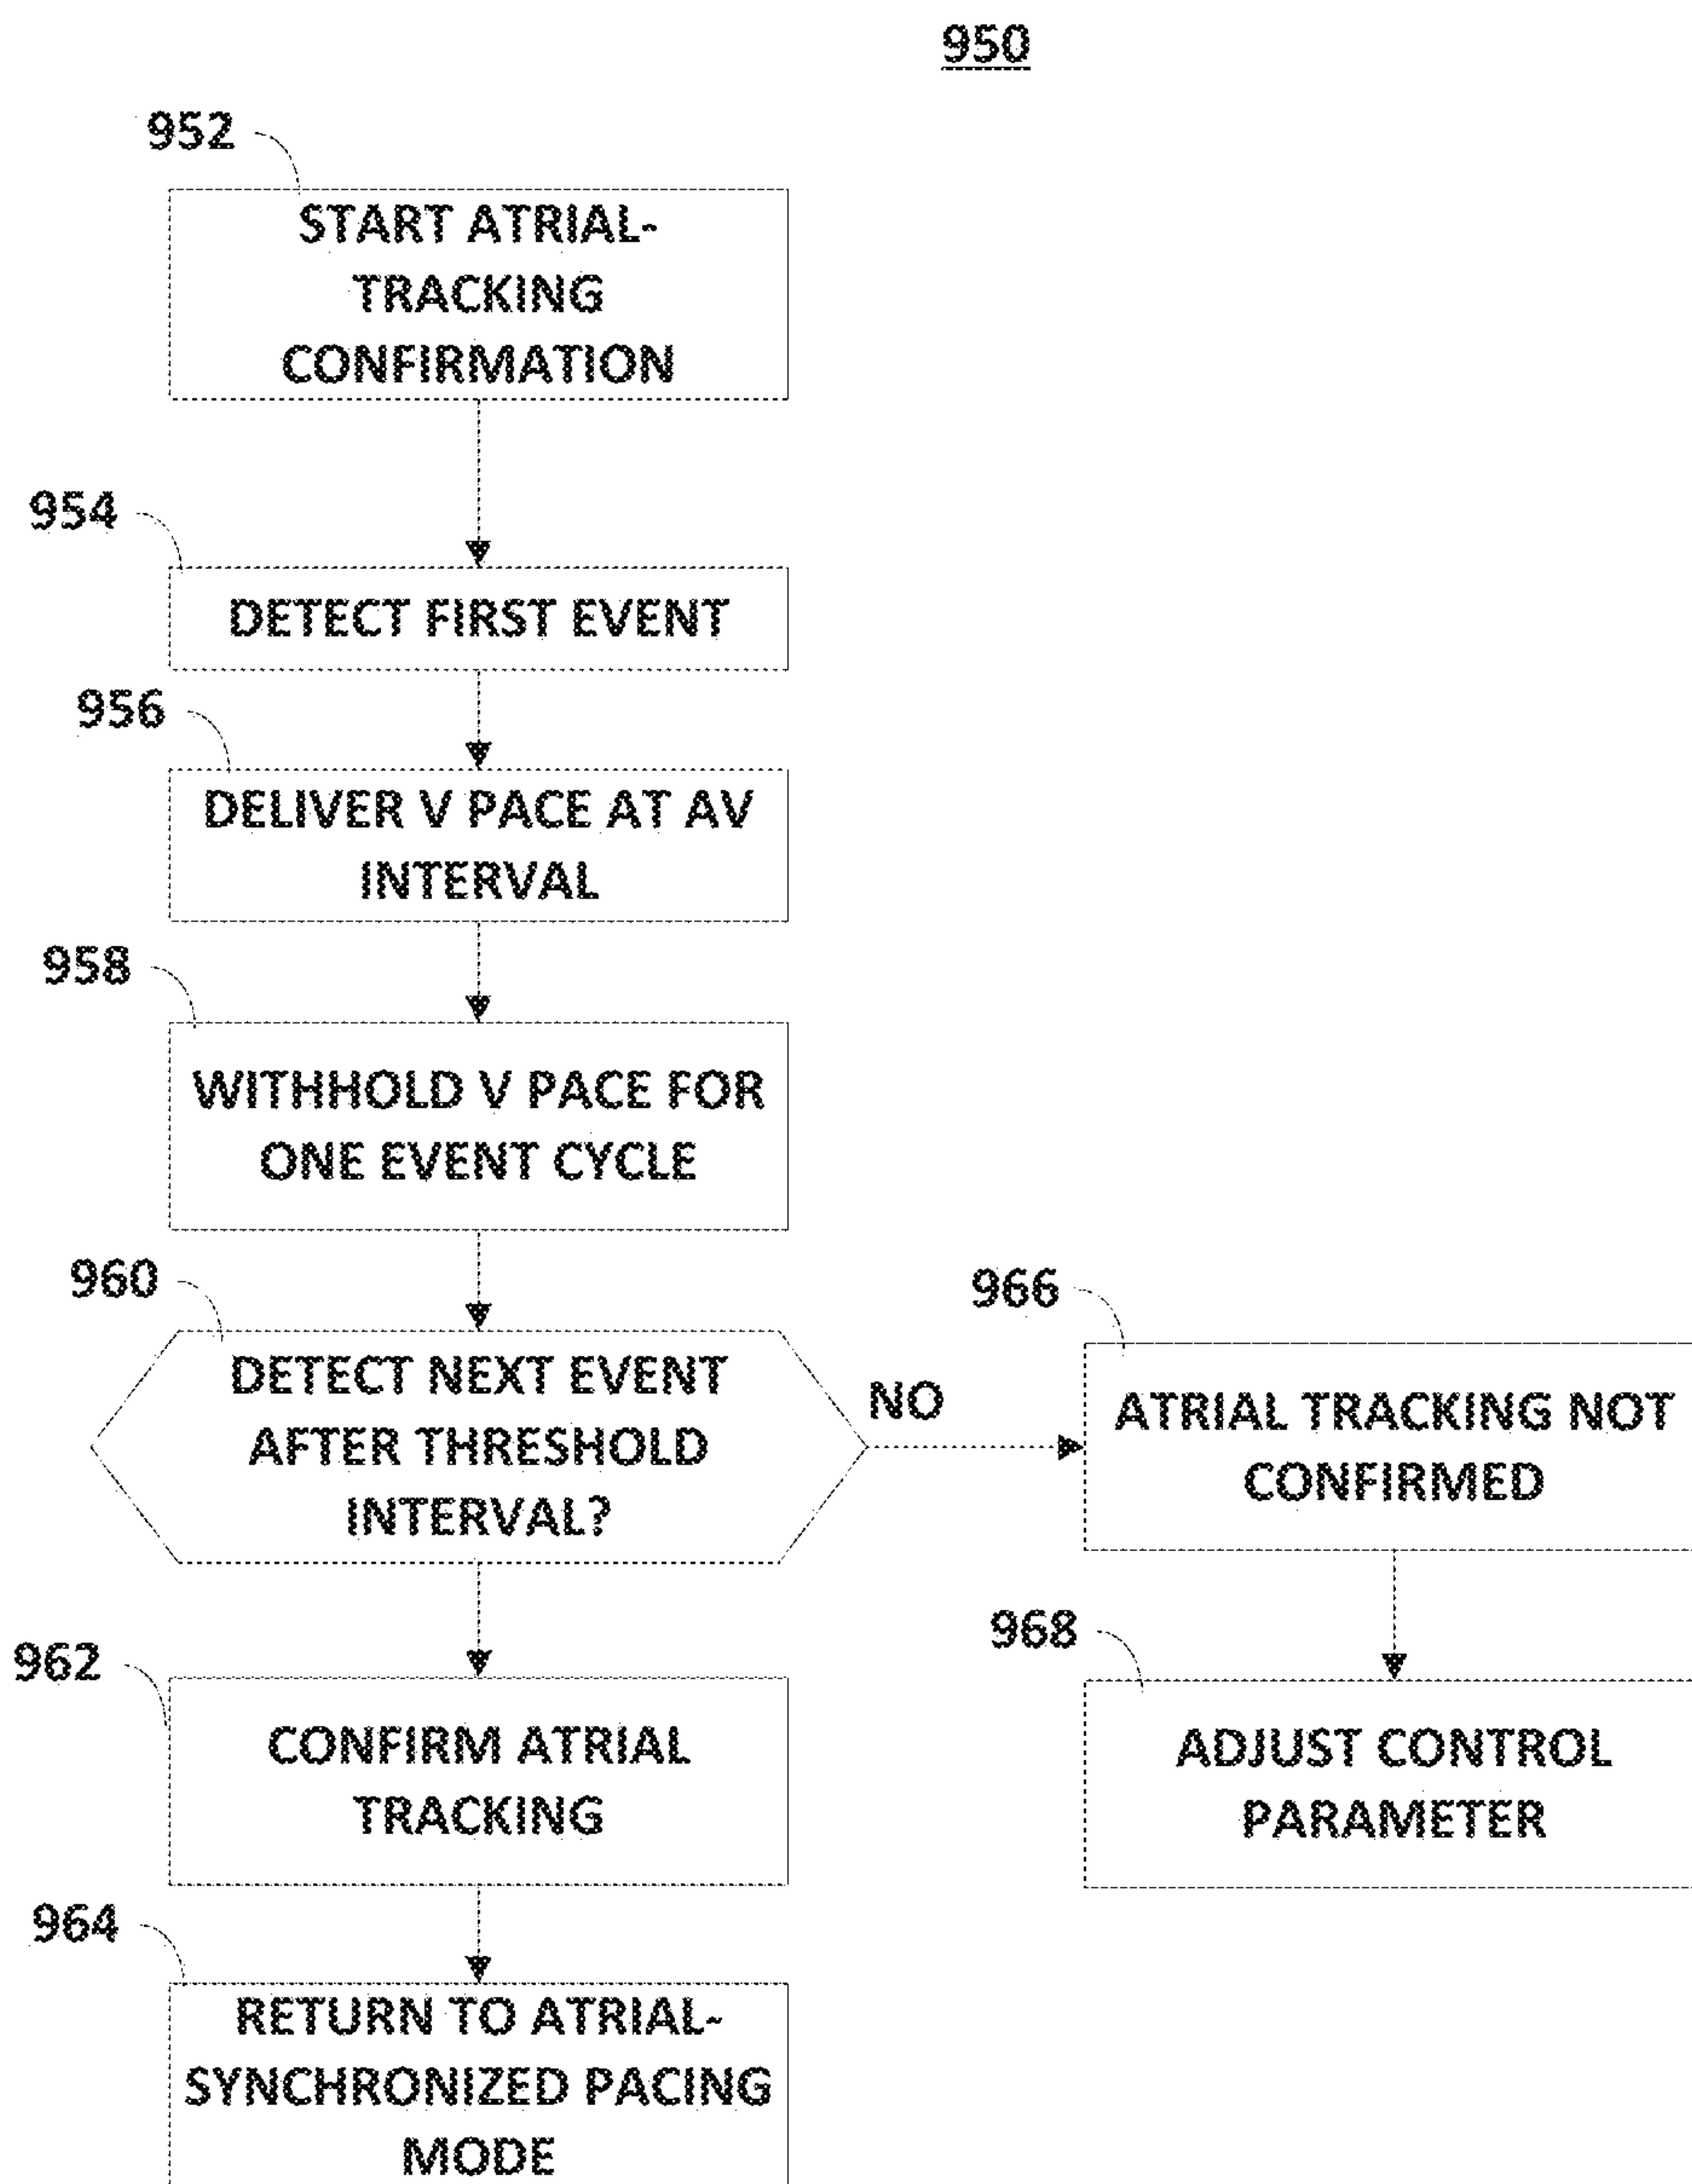 950
952
START ATRIAL-
TRACKING
CONFIRMATION
954
DETECT FIRST EVENT
956
DELIVER V PACE AT AV
INTERVAL
958
WITHHOLD V PACE FOR
ONE EVENT CYCLE
960
DETECT NEXT EVENT
AFTER THRESHOLD
INTERVAL?
NO
966
ATRIAL TRACKING NOT
CONFIRMED
962
CONFIRM ATRIAL
TRACKING
968
ADJUST CONTROL
PARAMETER
964
RETURN TO ATRIAL-
SYNCHRONIZED PACING
MODE